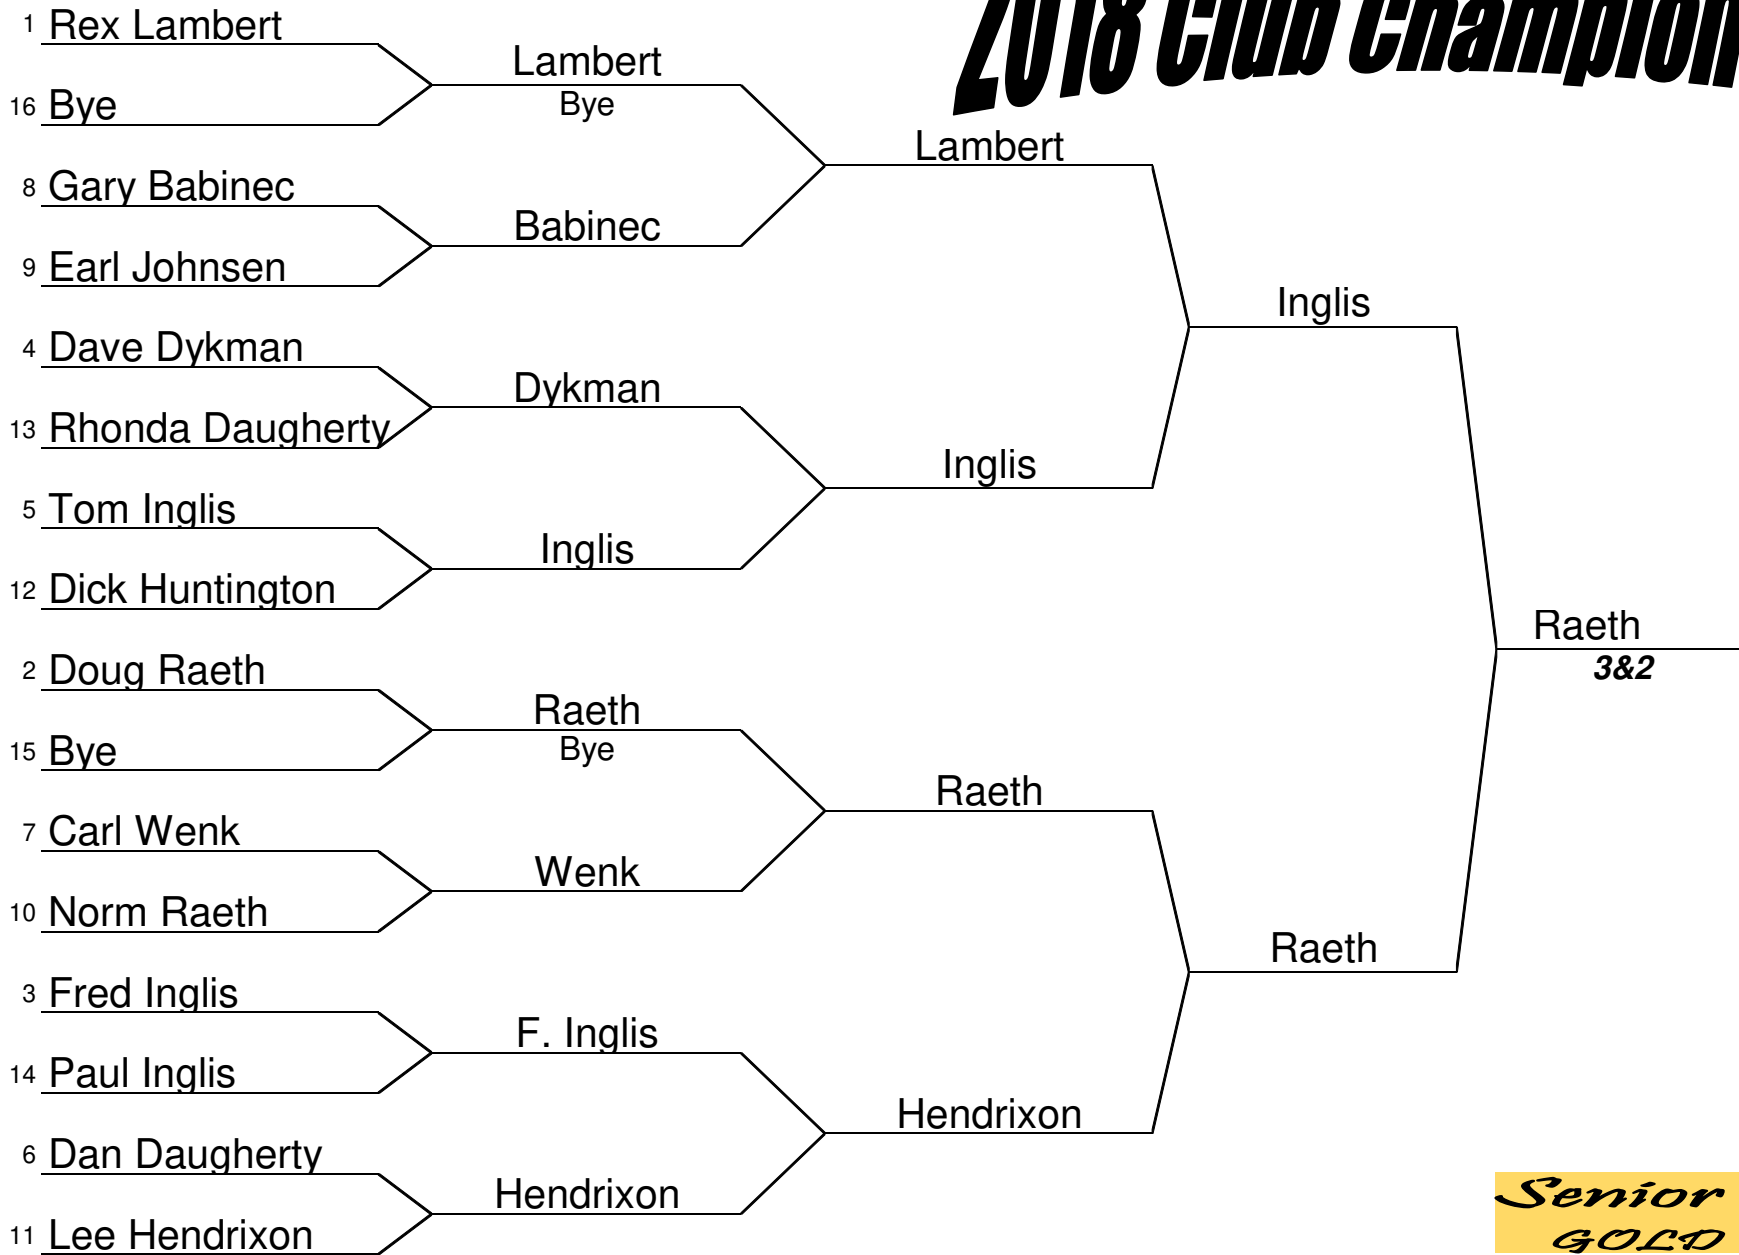 2018 Club Champion
1 Rex Lambert
16 Bye
8 Gary Babinec
9 Earl Johnsen
4 Dave Dykman
13 Rhonda Daugherty
5 Tom Inglis
12 Dick Huntington
2 Doug Raeth
15 Bye
7 Carl Wenk
10 Norm Raeth
3 Fred Inglis
14 Paul Inglis
6 Dan Daugherty
11 Lee Hendrixon
Lambert
Bye
Babinec
Dykman
Inglis
Raeth
Bye
Wenk
F. Inglis
Hendrixon
Lambert
Inglis
Raeth
Hendrixon
Inglis
Raeth
Raeth
3&2
Senior
GOLD